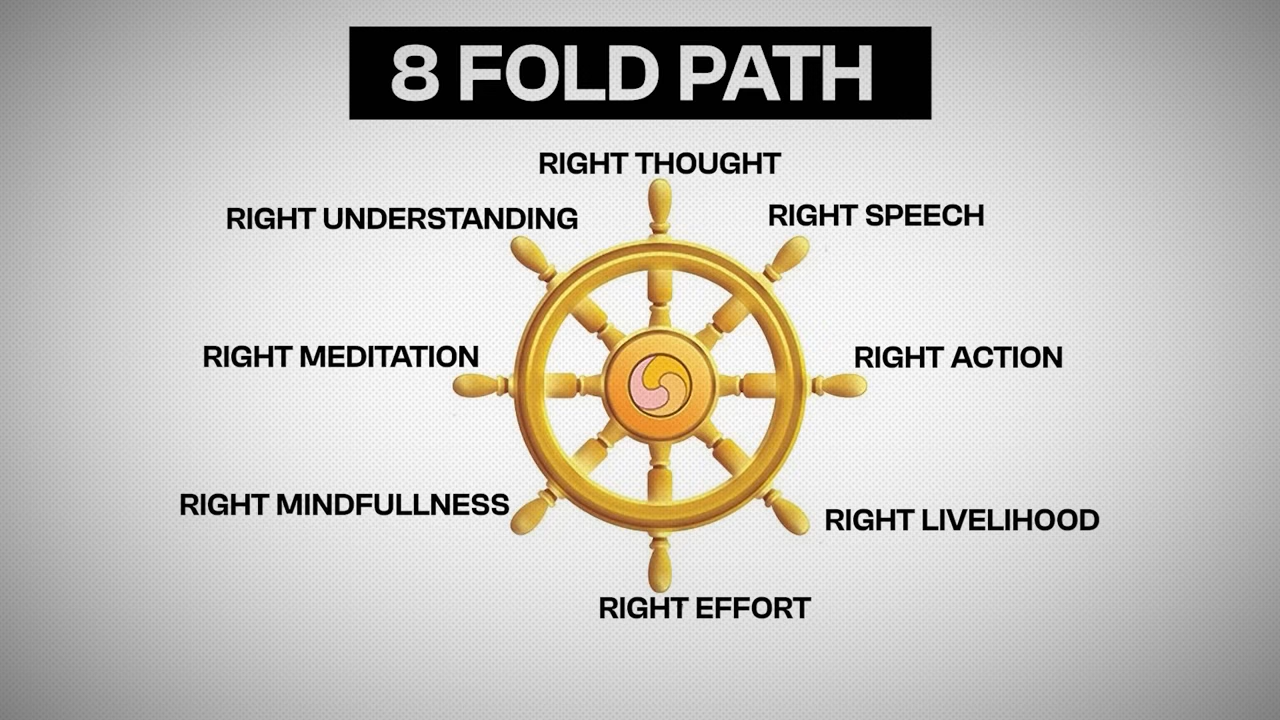 8 FOLD PATH
RIGHT THOUGHT
RIGHT UNDERSTANDING
RIGHT SPEECH
RIGHT MEDITATION
RIGHT ACTION
RIGHT MINDFULLNESS
RIGHT LIVELIHOOD
RIGHT EFFORT